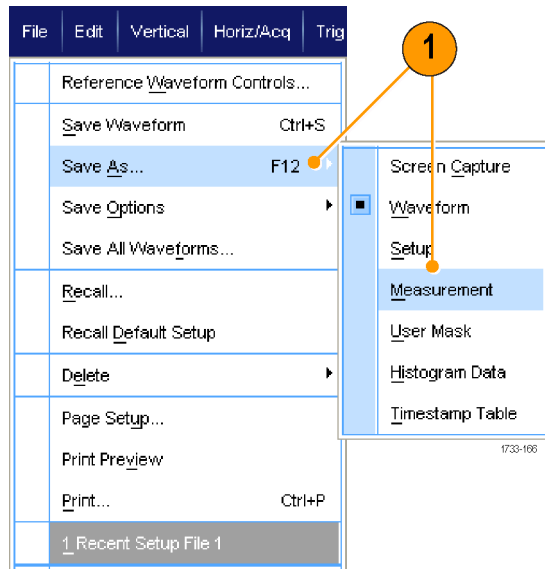 File Edit Vertical Horiz/Acq Trig
1
Reference Waveform Controls...
Save Waveform Ctrl+S
Save As... F12
Save Options
Save All Waveforms...
Recall...
Recall Default Setup
Delete
Page Setup...
Print Preview
Print... Ctrl+P
1 Recent Setup File 1
Screen Capture
Waveform
Setup
Measurement
User Mask
Histogram Data
Timestamp Table
1733-166